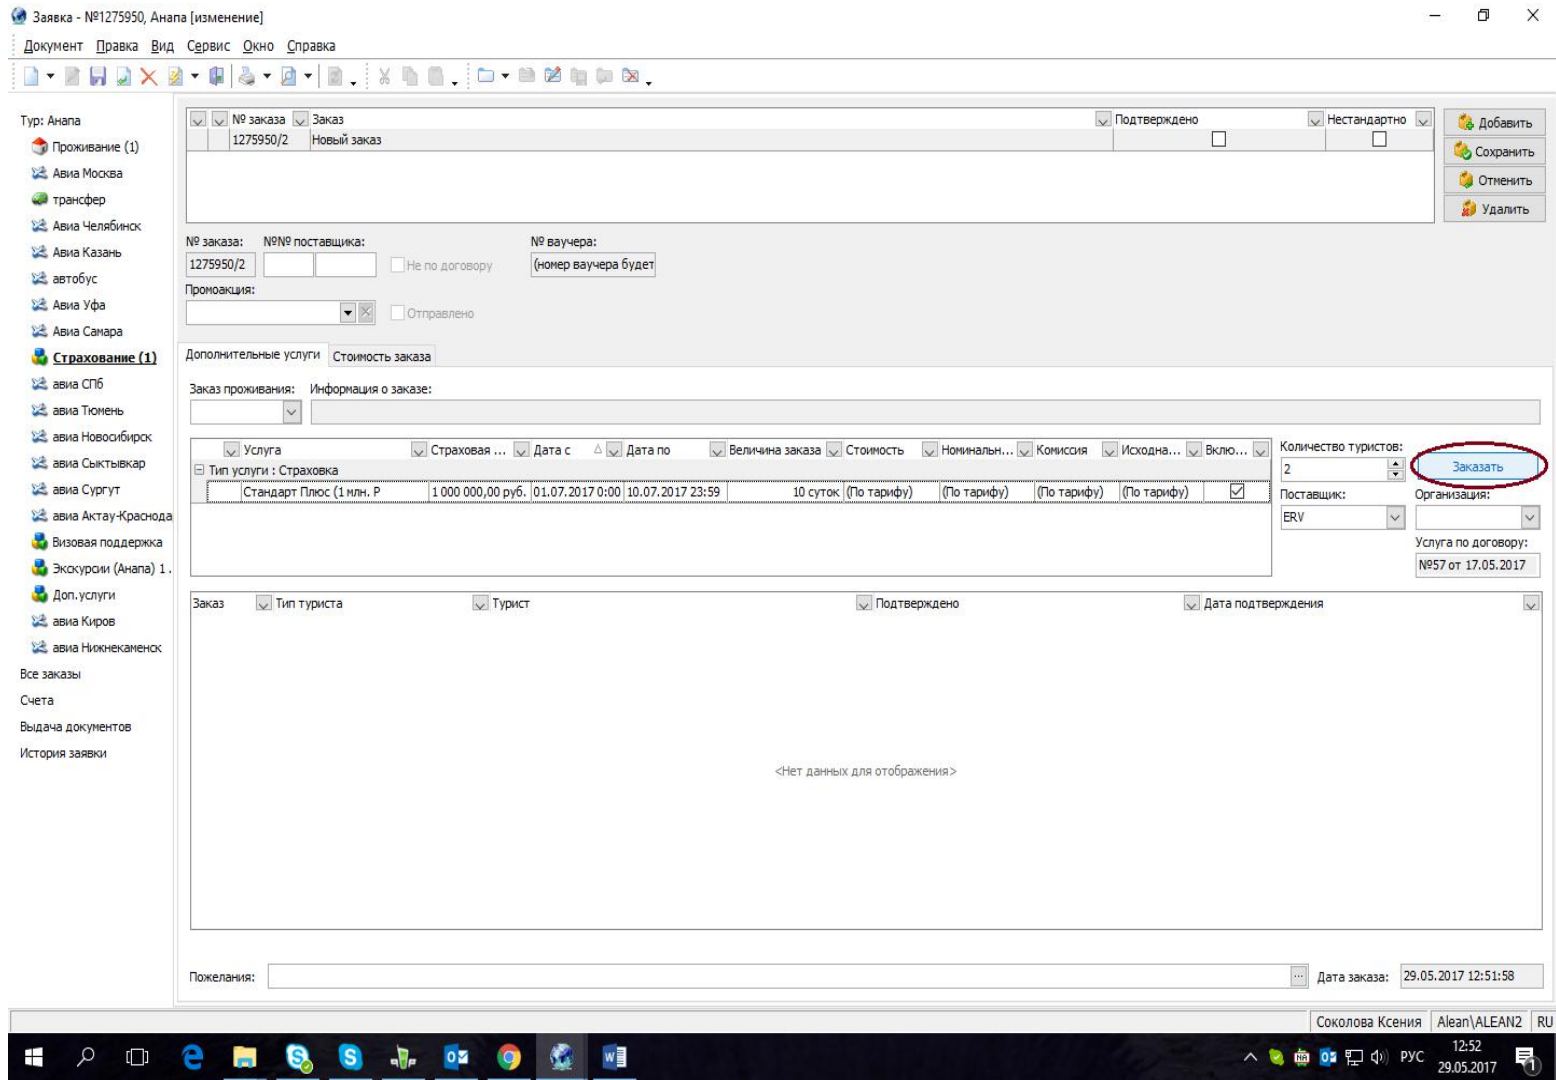 Заявка - №1275950, Анапа [изменение]
Документ Правка Вид Сервис Окно Справка
Тур: Анапа
Проживание (1)
Авиа Москва
трансфер
Авиа Челябинск
Авиа Казань
автобус
Авиа Уфа
Авиа Самара
Страхование (1)
авиа СПб
авиа Тюмень
авиа Новосибирск
авиа Сыктывкар
авиа Сургут
авиа Актау-Краснода
Визовая поддержка
Экскурсии (Анапа) 1 .
Доп.услуги
авиа Киров
авиа Нижнекаменск
Все заказы
Счета
Выдача документов
История заявки
№ заказа Заказ Подтверждено Нестандартно
1275950/2 Новый заказ
Добавить
Сохранить
Отменить
Удалить
№ заказа: №№ поставщика: № ваучера:
1275950/2 Не по договору (номер ваучера будет
Промоакция:
Отправлено
Дополнительные услуги Стоимость заказа
Заказ проживания: Информация о заказе:
Услуга Страховая ... Дата с Дата по Величина заказа Стоимость Номинальн... Комиссия Исходна... Вклю...
Тип услуги : Страховка
Стандарт Плюс (1 млн. Р 1 000 000,00 руб. 01.07.2017 0:00 10.07.2017 23:59 10 суток (По тарифу) (По тарифу) (По тарифу) (По тарифу)
Количество туристов:
2 Заказать
Поставщик: Организация:
ERV
Услуга по договору:
№57 от 17.05.2017
Заказ Тип туриста Турист Подтверждено Дата подтверждения
<Нет данных для отображения>
Пожелания: ... Дата заказа: 29.05.2017 12:51:58
Соколова Ксения Alean\ALEAN2 RU
РУС 12:52
29.05.2017
1